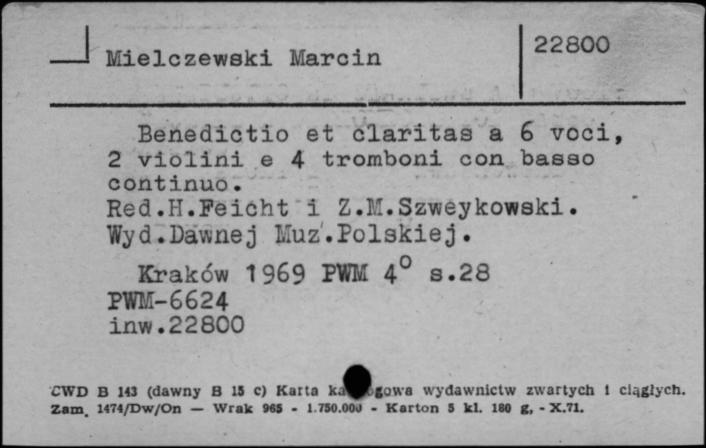 Mielczewski Marcin
22800
Benedictio et claritas a 6 voci,
2 violini e 4 tromboni con basso
continuo.
Red.H.Feicht i Z.M.Szweykowski.
Wyd.Dawnej Muz.Polskiej.
Kraków 1969 PWM 4° s.28
PWM-6624
inw.22800
CWD B 143 (dawny B 15 c) Karta katalogowa wydawnictw zwartych i ciągłych.
Zam. 1474/Dw/On — Wrak 965 - 1.750.000 - Karton 5 kl. 180 g, - X.71.